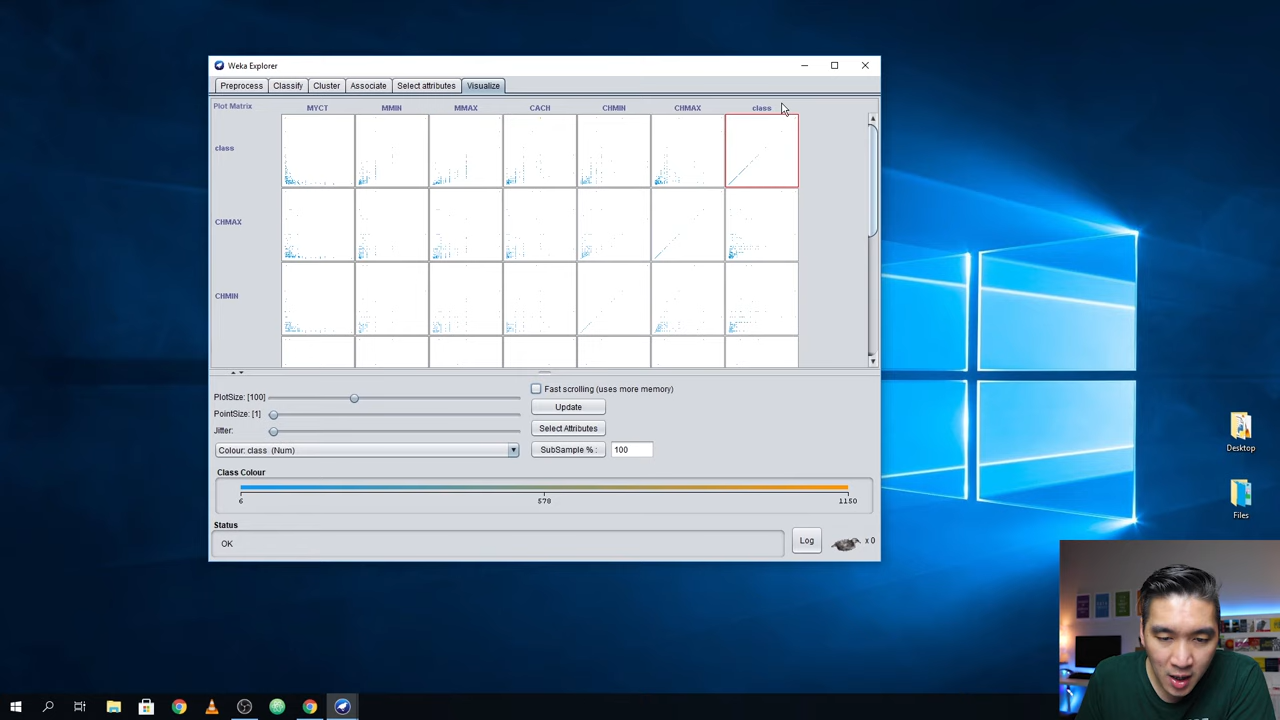 Weka Explorer
Preprocess Classify Cluster Associate Select attributes Visualize
Plot Matrix MYCT MMIN MMAX CACH CHMIN CHMAX class
class
CHMAX
CHMIN
PlotSize: [100]
Fast scrolling (uses more memory)
PointSize: [1]
Update
Jitter:
Select Attributes
Colour: class (Num)
SubSample % : 100
Class Colour
6 578 1150
Status
OK
Log
x 0
Desktop
Files